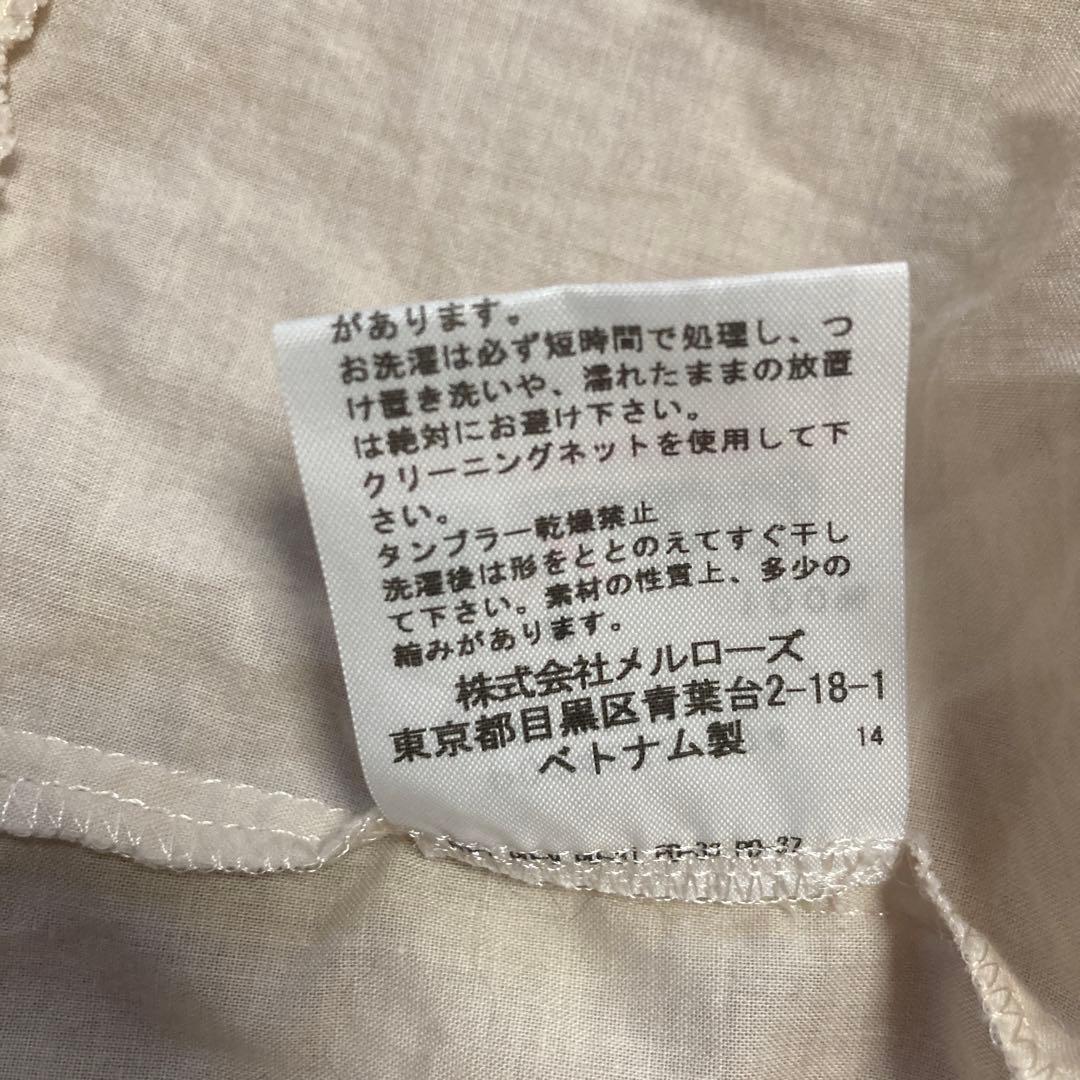 があります。
お洗濯は必ず短時間で処理し、つ
け置き洗いや、濡れたままの放置
は絶対にお避け下さい。
クリーニングネットを使用して下
さい。
タンブラー乾燥禁止
洗濯後は形をととのえてすぐ干し
て下さい。素材の性質上、多少の
縮みがあります。
株式会社メルローズ
東京都目黒区青葉台2-18-1
ベトナム製
14
PD-37